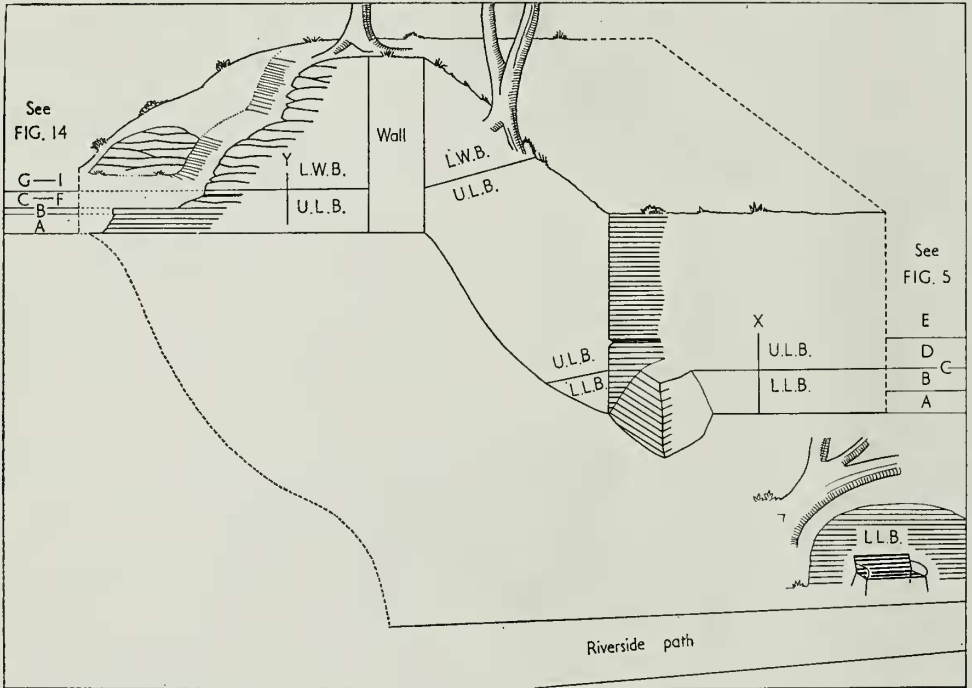 See
FIG. 14
G—I
C—F
B
A
Y
L.W.B.
U.L.B.
Wall
L.W.B.
U.L.B.
See
FIG. 5
E
D
C
B
A
X
U.L.B.
L.L.B.
U.L.B.
L.L.B.
L.L.B.
Riverside path